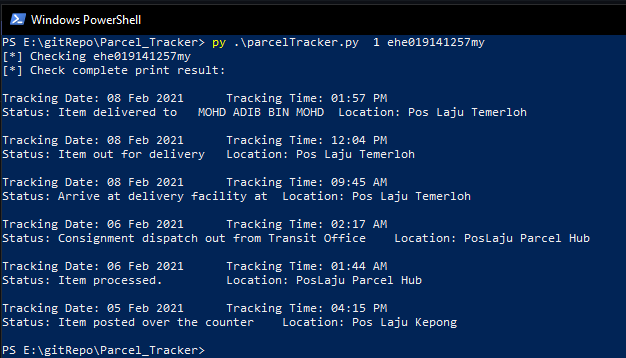 Windows PowerShell
PS E:\gitRepo\Parcel_Tracker> py .\parcelTracker.py  1 ehe019141257my
[*] Checking ehe019141257my
[*] Check complete print result:
Tracking Date: 08 Feb 2021      Tracking Time: 01:57 PM
Status: Item delivered to   MOHD ADIB BIN MOHD  Location: Pos Laju Temerloh
Tracking Date: 08 Feb 2021      Tracking Time: 12:04 PM
Status: Item out for delivery   Location: Pos Laju Temerloh
Tracking Date: 08 Feb 2021      Tracking Time: 09:45 AM
Status: Arrive at delivery facility at  Location: Pos Laju Temerloh
Tracking Date: 06 Feb 2021      Tracking Time: 02:17 AM
Status: Consignment dispatch out from Transit Office    Location: PosLaju Parcel Hub
Tracking Date: 06 Feb 2021      Tracking Time: 01:44 AM
Status: Item processed.         Location: PosLaju Parcel Hub
Tracking Date: 05 Feb 2021      Tracking Time: 04:15 PM
Status: Item posted over the counter    Location: Pos Laju Kepong
PS E:\gitRepo\Parcel_Tracker>